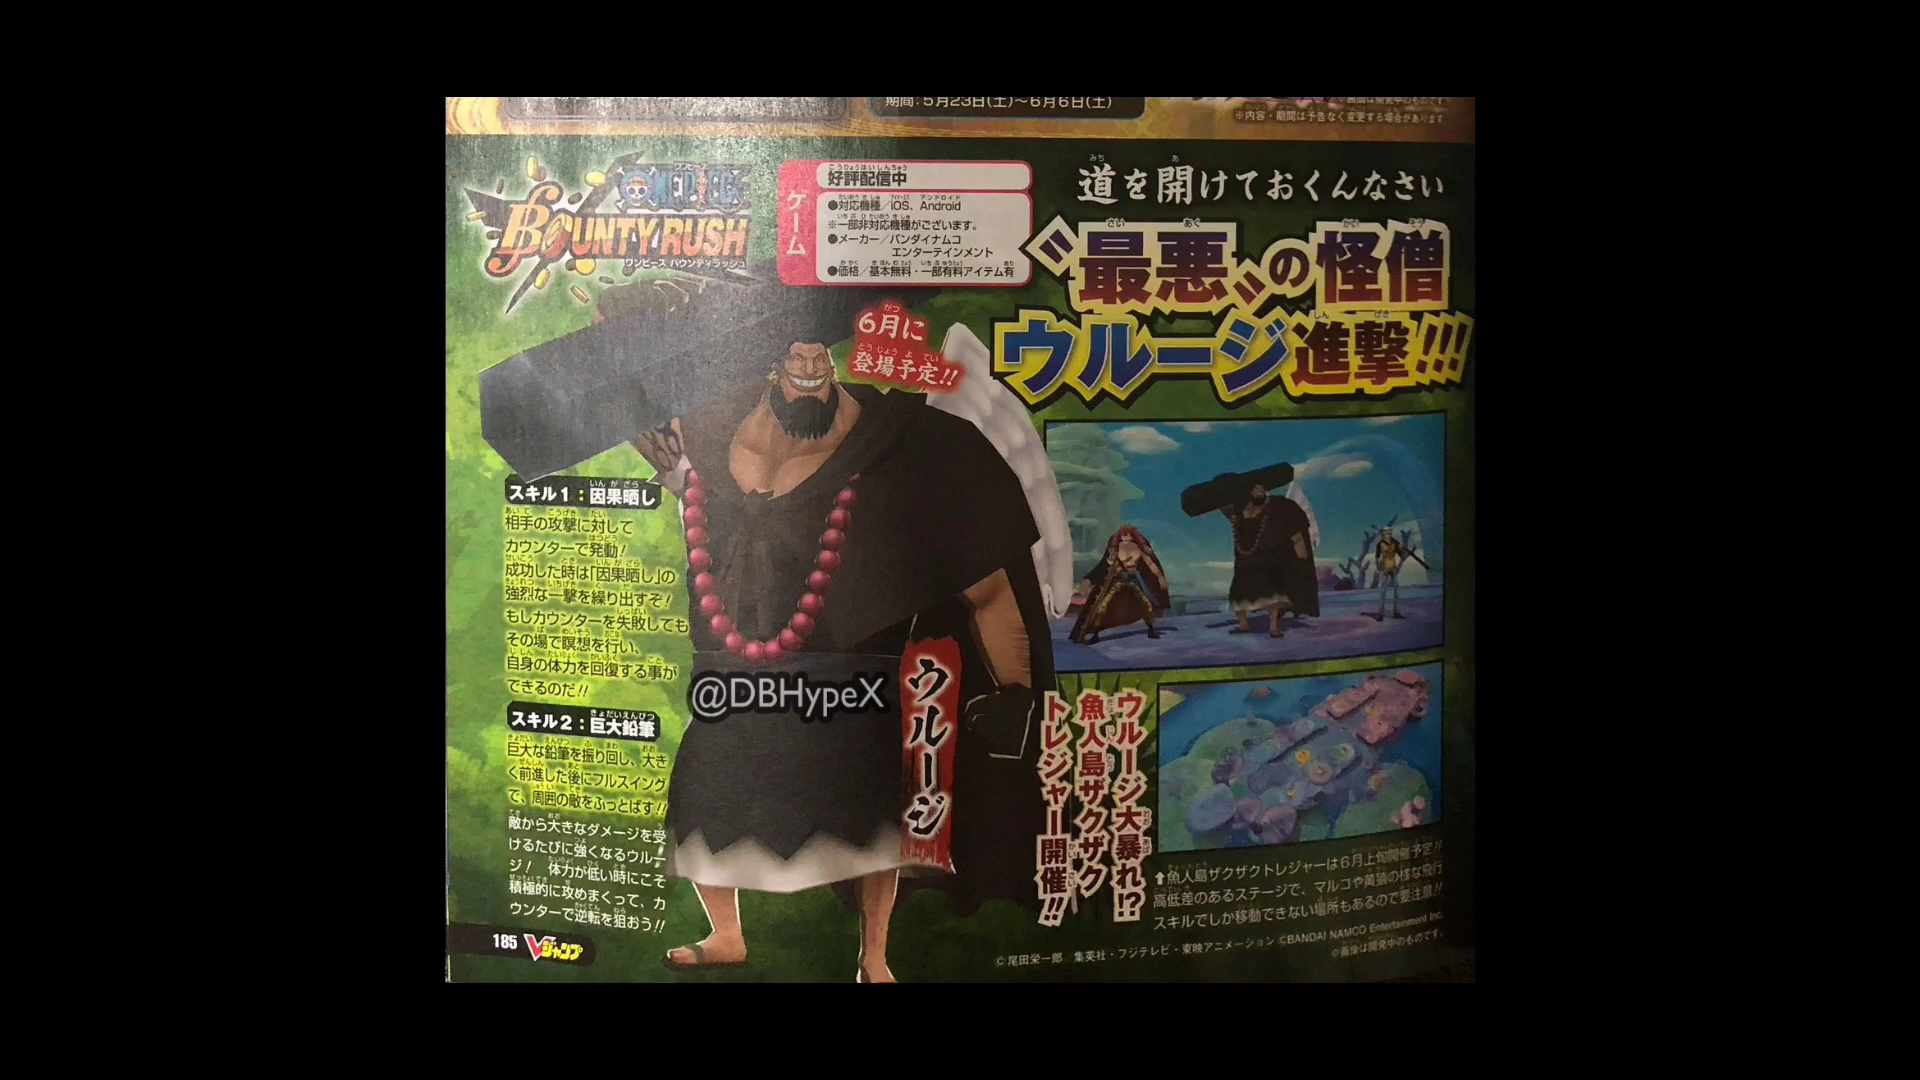 期間:5月23日(土)～6月6日(土)
※内容・期間は予告なく変更する場合があります。
ONE PIECE
BOUNTY RUSH
ワンピース バウンティラッシュ
ゲーム
好評配信中
●対応機種/iOS、Android
※一部非対応機種がございます。
●メーカー/バンダイナムコ
エンターテインメント
●価格/基本無料・一部有料アイテム有
道を開けておくんなさい
〝最悪〟の怪僧
ウルージ進撃!!!
6月に
登場予定!!
スキル1:因果晒し
相手の攻撃に対して
カウンターで発動!
成功した時は「因果晒し」の
強烈な一撃を繰り出すぞ!
もしカウンターを失敗しても
その場で瞑想を行い、
自身の体力を回復する事が
できるのだ!!
スキル2:巨大鉛筆
巨大な鉛筆を振り回し、大き
く前進した後にフルスイング
で、周囲の敵をふっとばす!!
敵から大きなダメージを受
けるたびに強くなるウルー
ジ! 体力が低い時にこそ
積極的に攻めまくって、カ
ウンターで逆転を狙おう!!
@DBHypeX
ウルージ
ウルージ大暴れ!?
魚人島ザクザク
トレジャー開催!!
⬆魚人島ザクザクトレジャーは6月上旬開催予定!!
高低差のあるステージで、マルコや黄猿の様な飛行
スキルでしか移動できない場所もあるので要注意!!
©尾田栄一郎/集英社・フジテレビ・東映アニメーション ©BANDAI NAMCO Entertainment Inc.
※画像は開発中のものです。
185 Vジャンプ